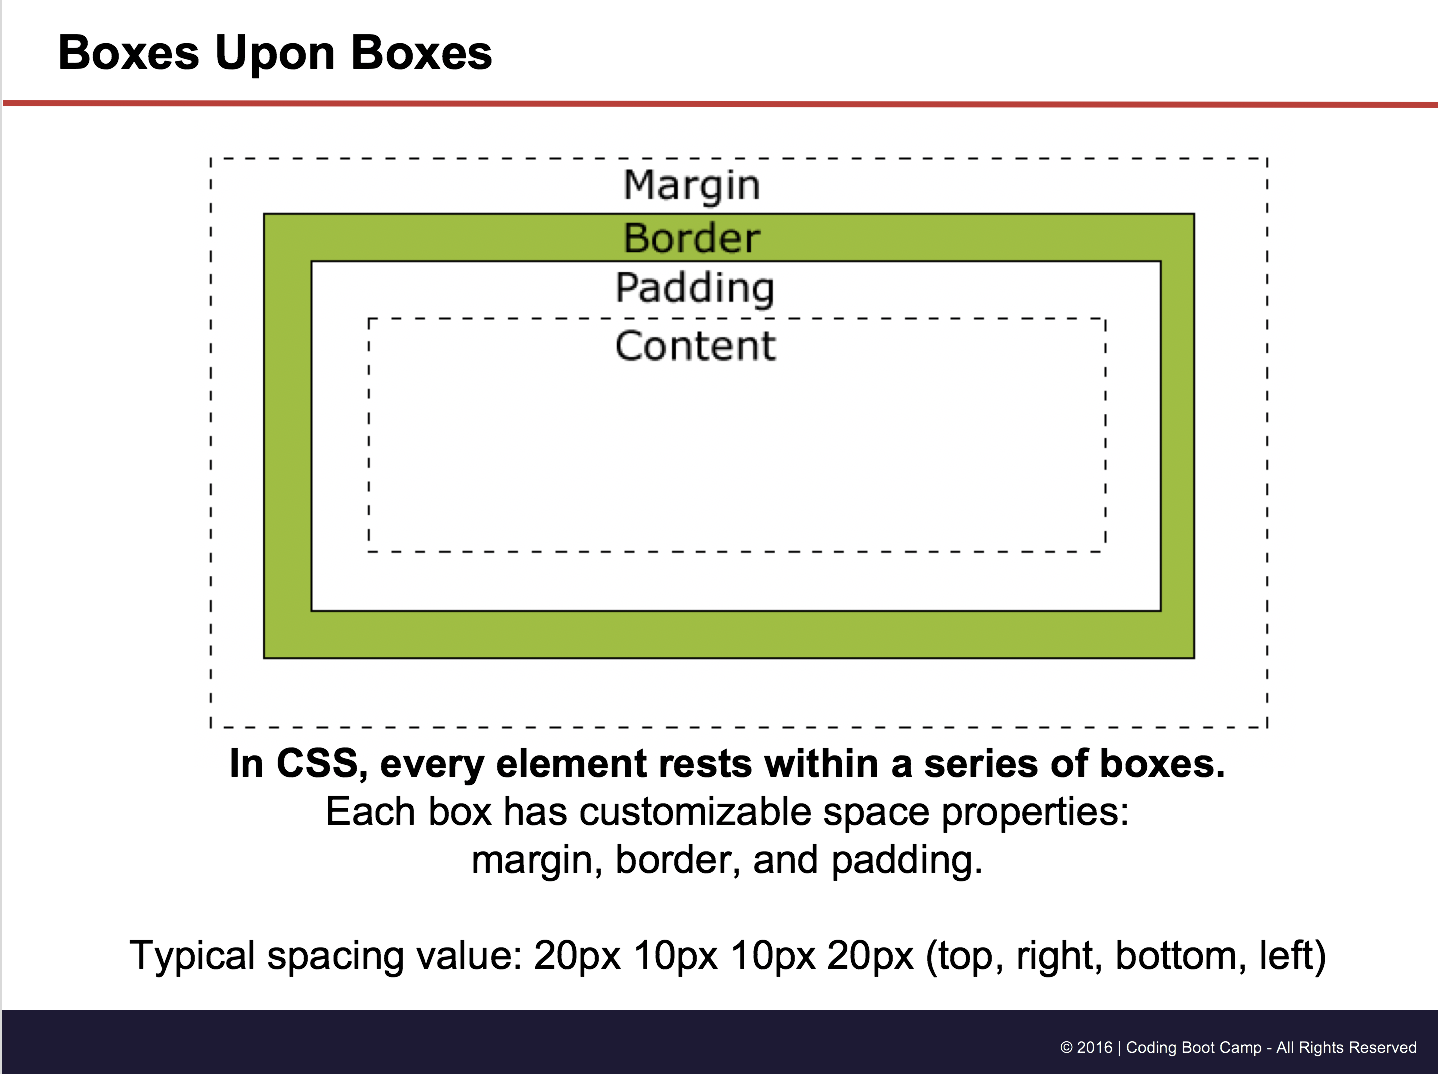 Boxes Upon Boxes
Margin
Border
Padding
Content
In CSS, every element rests within a series of boxes.
Each box has customizable space properties:
margin, border, and padding.
Typical spacing value: 20px 10px 10px 20px (top, right, bottom, left)
© 2016 | Coding Boot Camp - All Rights Reserved